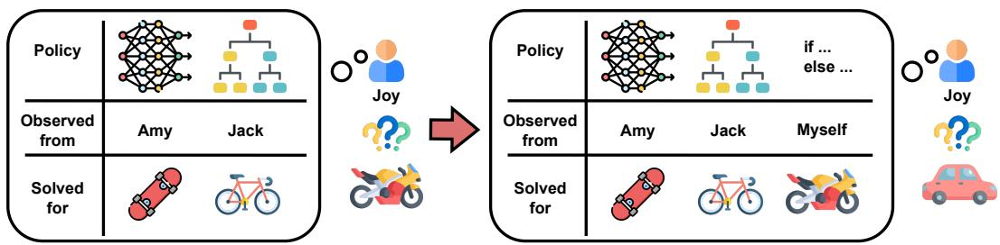 Policy
Joy
Observed
from
Amy
Jack
???
Solved
for
Policy
if ...
else ...
Joy
Observed
from
Amy
Jack
Myself
???
Solved
for